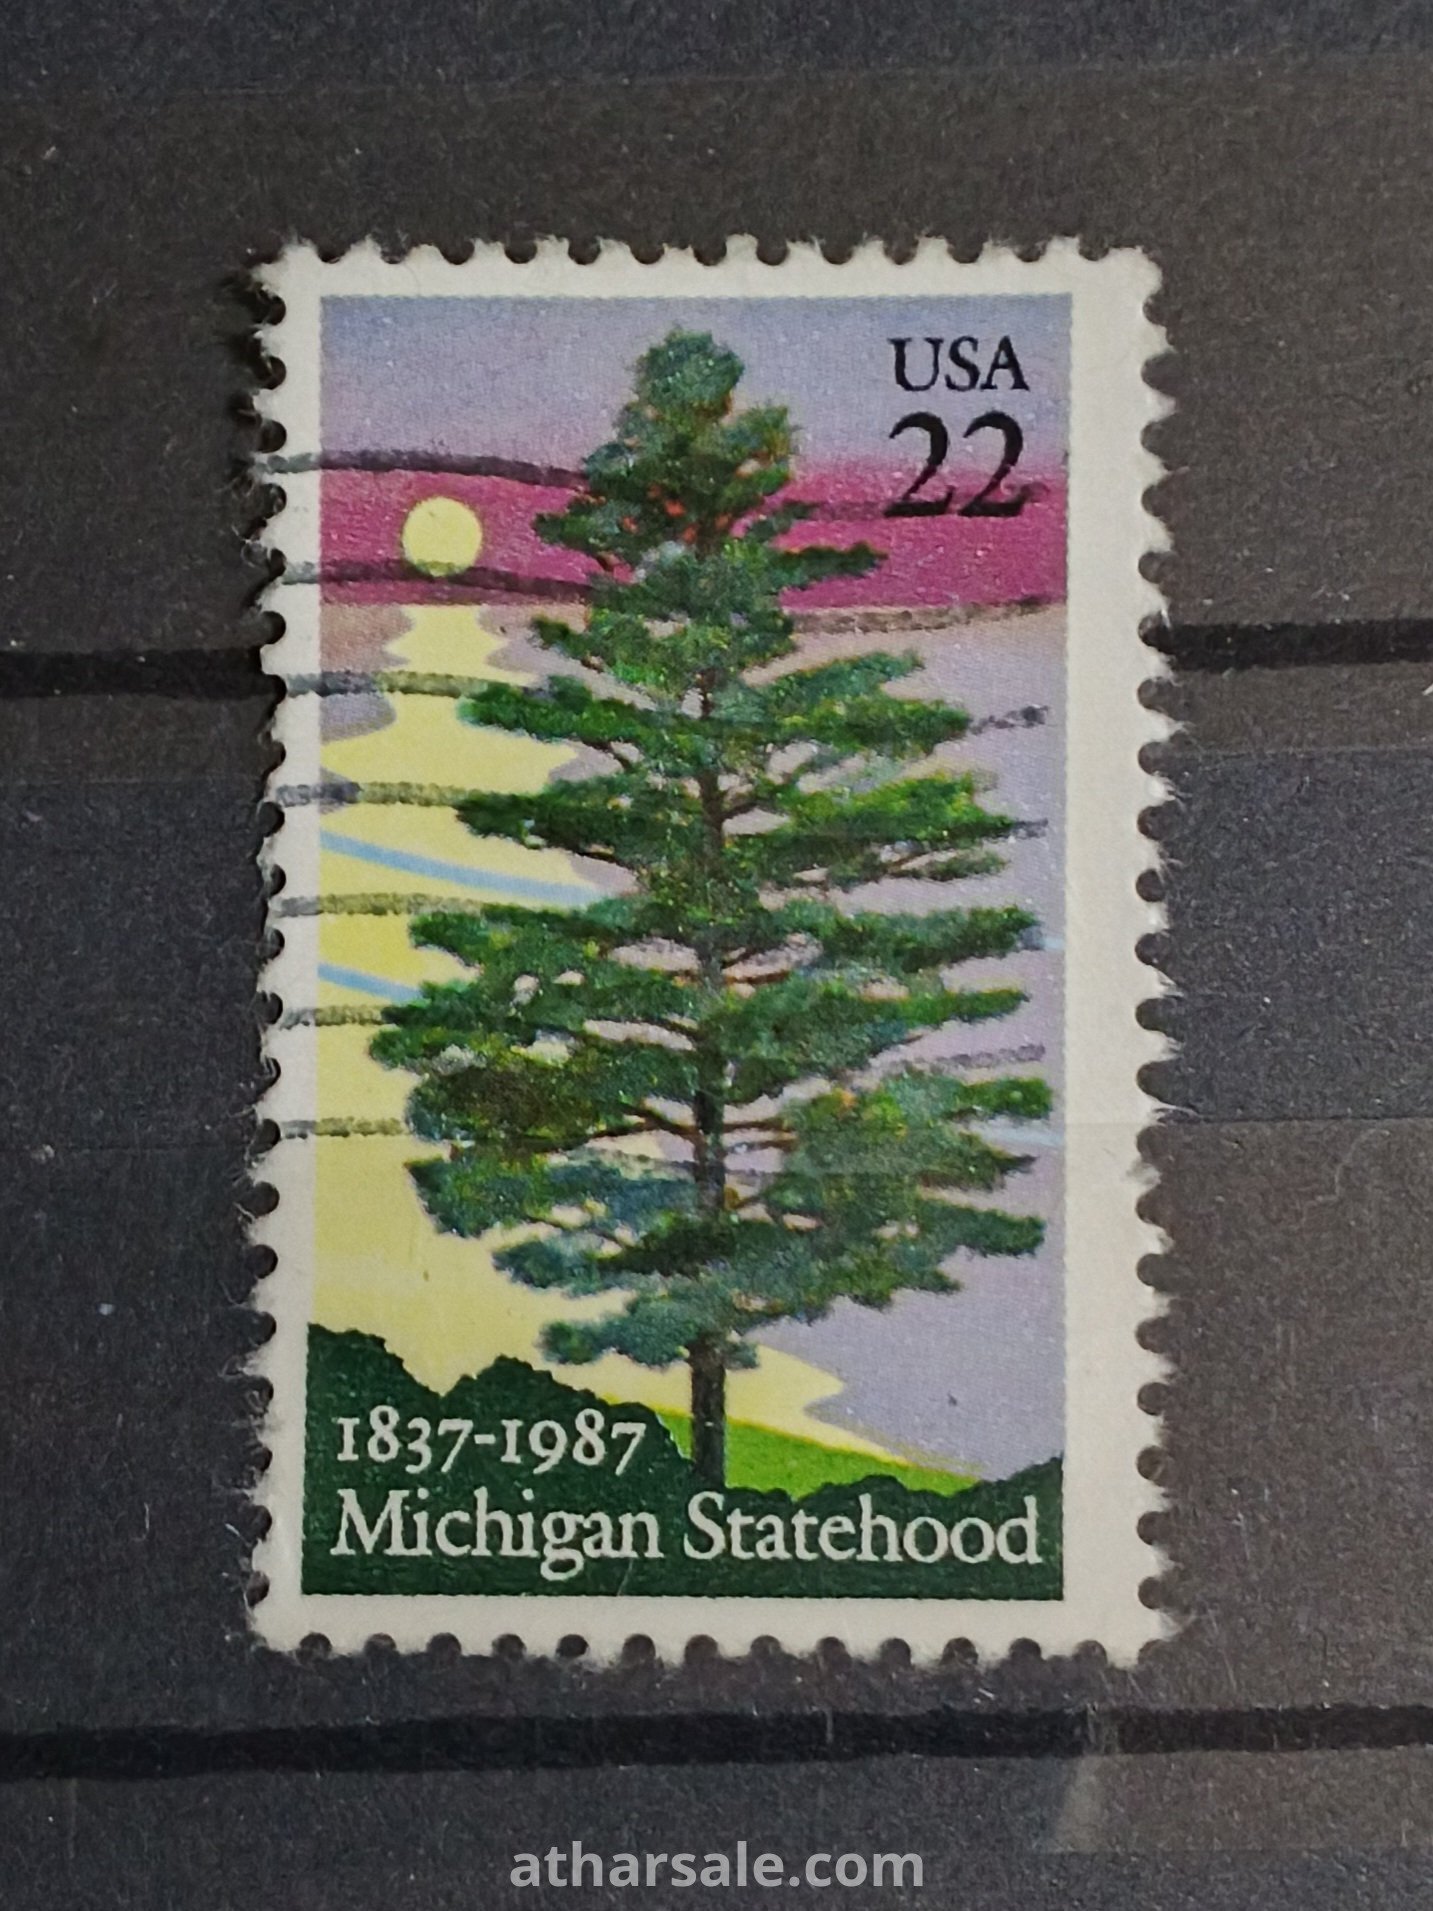 USA
22
1837-1987
Michigan Statehood
atharsale.com